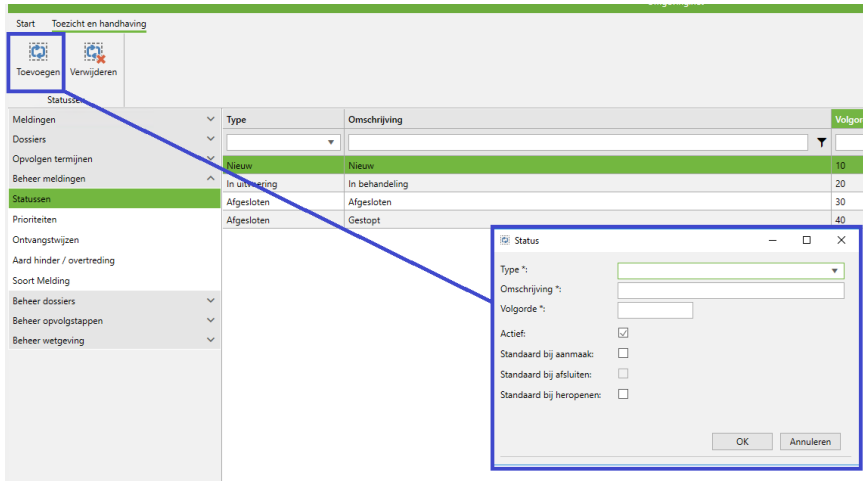 Start Toezicht en handhaving
Toevoegen Verwijderen
Statussen
Meldingen
Dossiers
Opvolgen termijnen
Beheer meldingen
Statussen
Prioriteiten
Ontvangstwijzen
Aard hinder / overtreding
Soort Melding
Beheer dossiers
Beheer opvolgstappen
Beheer wetgeving
Type Omschrijving Volgor
Nieuw Nieuw 10
In uitvoering In behandeling 20
Afgesloten Afgesloten 30
Afgesloten Gestopt 40
Status
Type *:
Omschrijving *:
Volgorde *:
Actief:
Standaard bij aanmaak:
Standaard bij afsluiten:
Standaard bij heropenen:
OK Annuleren